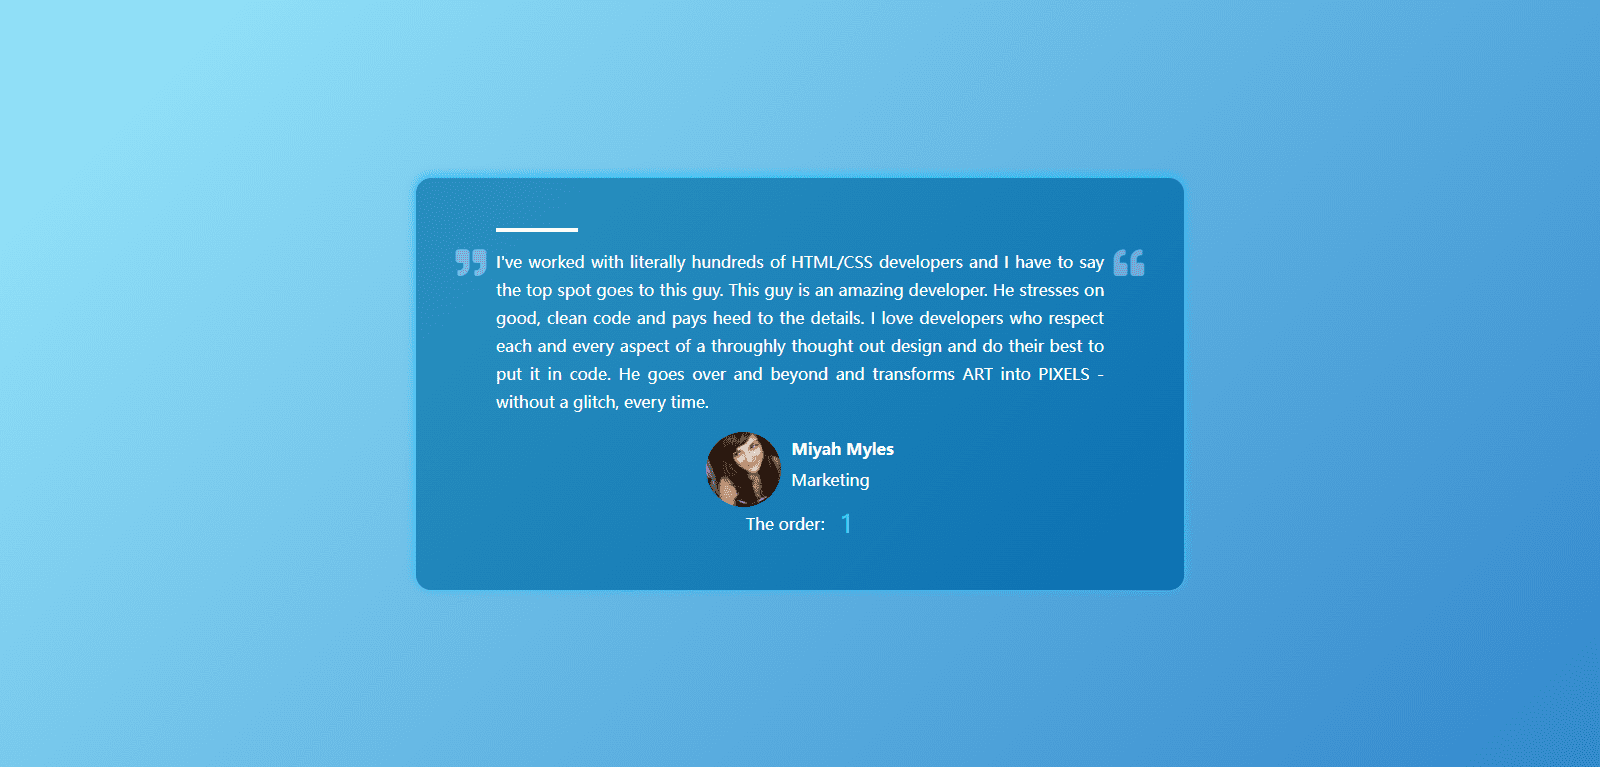 I've worked with literally hundreds of HTML/CSS developers and I have to say
the top spot goes to this guy. This guy is an amazing developer. He stresses on
good, clean code and pays heed to the details. I love developers who respect
each and every aspect of a throughly thought out design and do their best to
put it in code. He goes over and beyond and transforms ART into PIXELS -
without a glitch, every time.
Miyah Myles
Marketing
The order: 1